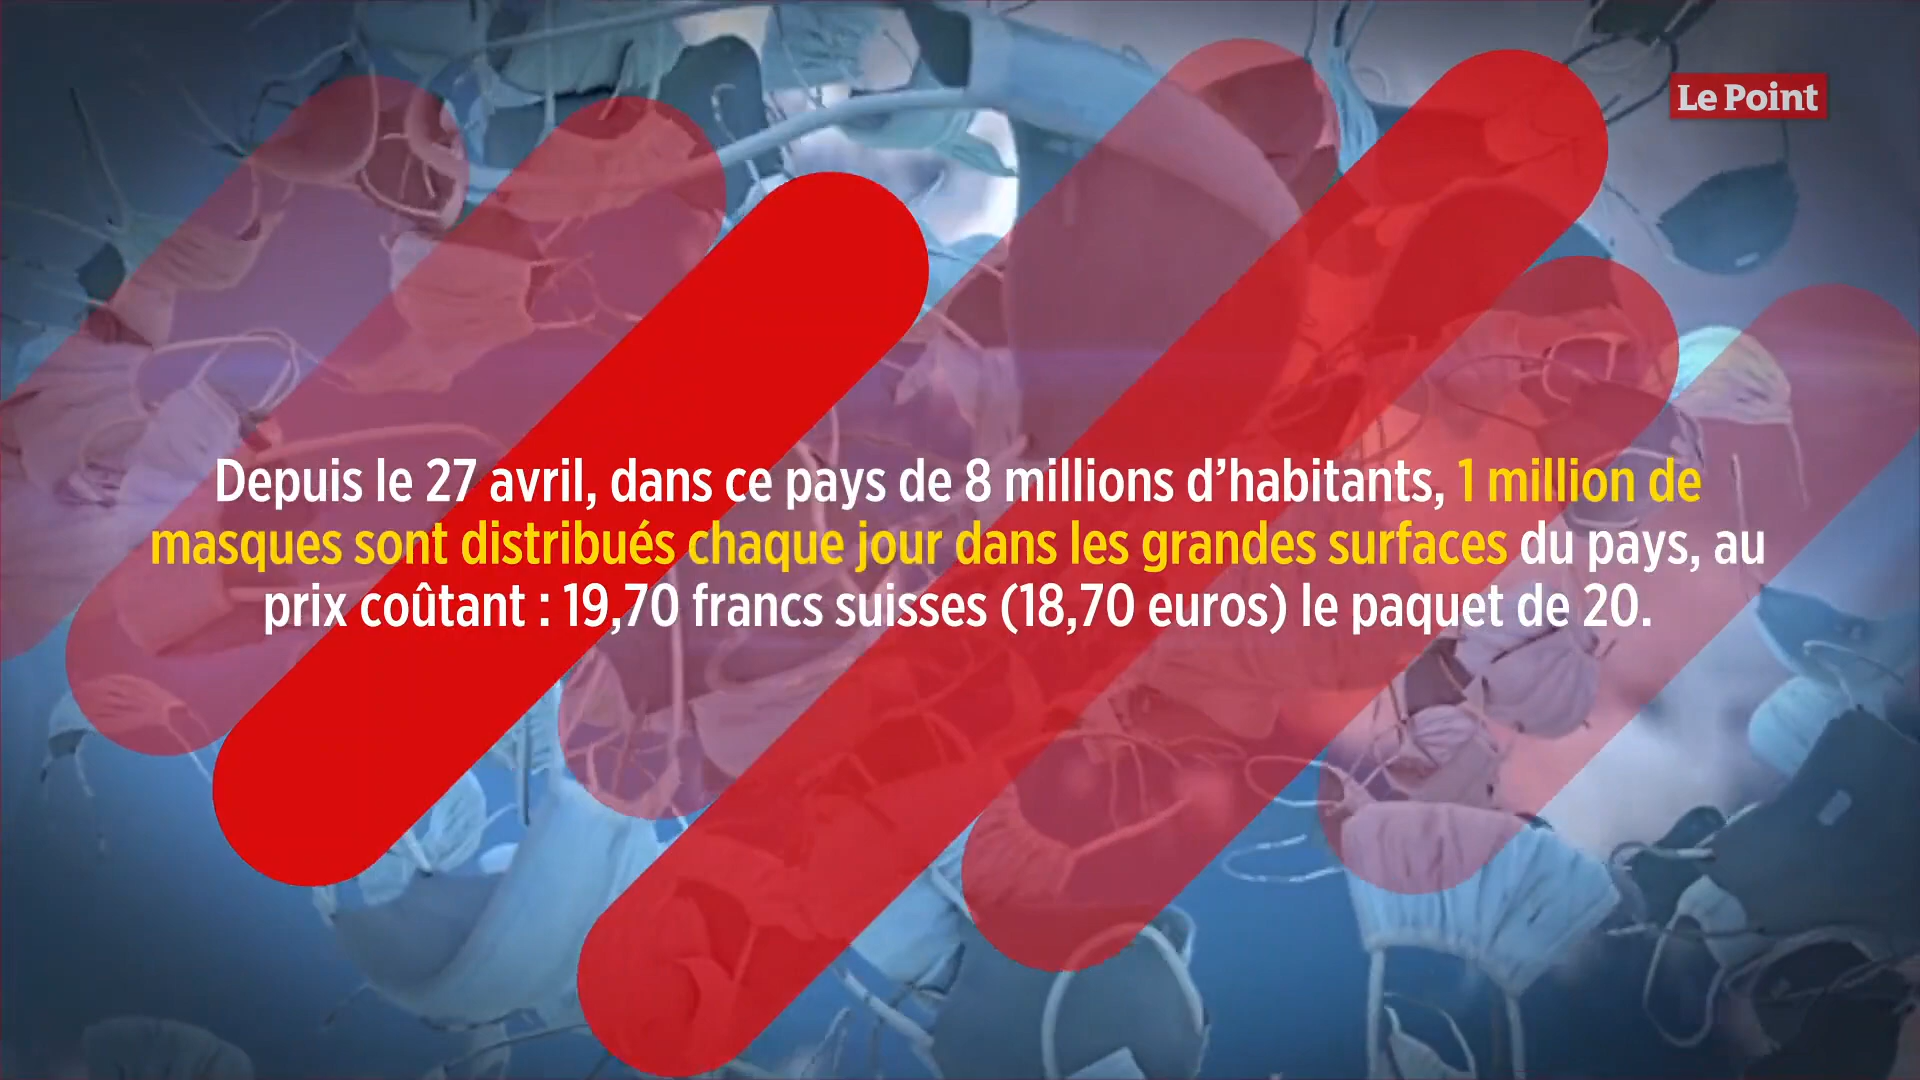 Le Point
Depuis le 27 avril, dans ce pays de 8 millions d’habitants, 1 million de
masques sont distribués chaque jour dans les grandes surfaces du pays, au
prix coûtant : 19,70 francs suisses (18,70 euros) le paquet de 20.